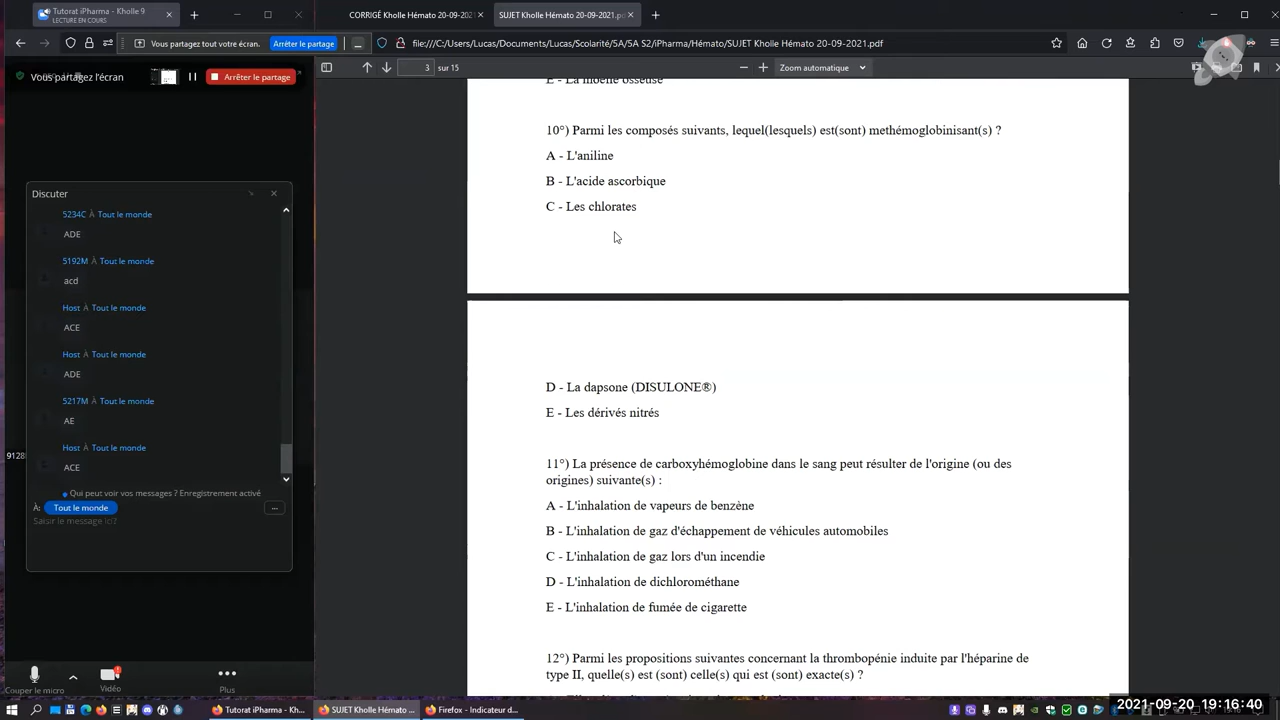 Tutorat iPharma - Kholle 9
LECTURE EN COURS
CORRIGÉ Kholle Hémato 20-09-2021
SUJET Kholle Hémato 20-09-2021.pdf
Vous partagez tout écran.
Arrêter le partage
...
file:///C:/Users/Lucas/Documents/Lucas/Scolarité/5A/5A S2/iPharma/Hémato/SUJET Kholle Hémato 20-09-2021.pdf
Vous partagez l'écran
Arrêter le partage
3 sur 15
Zoom automatique
E - La moelle osseuse
10°) Parmi les composés suivants, lequel(lesquels) est(sont) methémoglobinisant(s) ?
A - L'aniline
B - L'acide ascorbique
C - Les chlorates
D - La dapsone (DISULONE®)
E - Les dérivés nitrés
11°) La présence de carboxyhémoglobine dans le sang peut résulter de l'origine (ou des
origines) suivante(s) :
A - L'inhalation de vapeurs de benzène
B - L'inhalation de gaz d'échappement de véhicules automobiles
C - L'inhalation de gaz lors d'un incendie
D - L'inhalation de dichlorométhane
E - L'inhalation de fumée de cigarette
12°) Parmi les propositions suivantes concernant la thrombopénie induite par l'héparine de
type II, quelle(s) est (sont) celle(s) qui est (sont) exacte(s) ?
Discuter
5234C À Tout le monde
ADE
5192M À Tout le monde
acd
Host À Tout le monde
ACE
Host À Tout le monde
ADE
5217M À Tout le monde
AE
Host À Tout le monde
ACE
9128
Qui peut voir vos messages ? Enregistrement activé
À: Tout le monde
...
Saisir le message ici?
Couper le micro
Vidéo
Plus
Tutorat iPharma - Kh...
SUJET Kholle Hémato ...
Firefox - Indicateur d...
2021-09-20 19:16:40